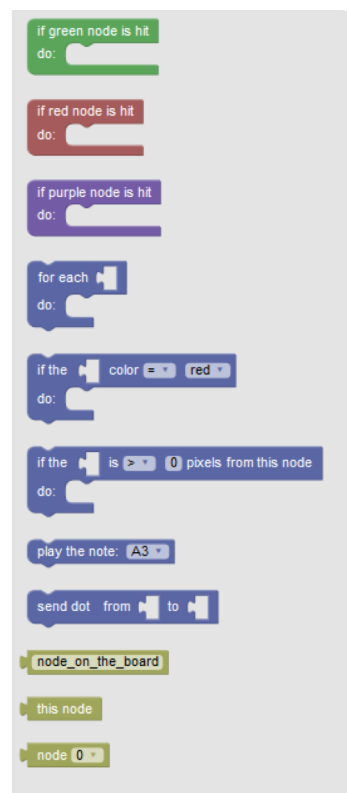 if green node is hit
do:
if red node is hit
do:
if purple node is hit
do:
for each
do:
if the color = red
do:
if the is > 0 pixels from this node
do:
play the note: A3
send dot from to
node_on_the_board
this node
node 0